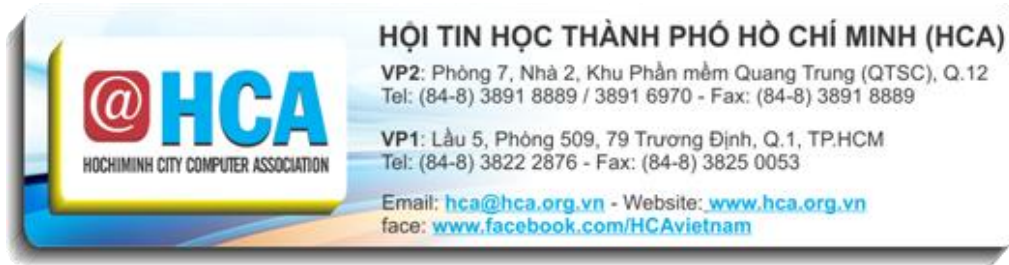 @HCA
HOCHIMINH CITY COMPUTER ASSOCIATION
HỘI TIN HỌC THÀNH PHỐ HỒ CHÍ MINH (HCA)
VP2: Phòng 7, Nhà 2, Khu Phần mềm Quang Trung (QTSC), Q.12
Tel: (84-8) 3891 8889 / 3891 6970 - Fax: (84-8) 3891 8889
VP1: Lầu 5, Phòng 509, 79 Trương Định, Q.1, TP.HCM
Tel: (84-8) 3822 2876 - Fax: (84-8) 3825 0053
Email: hca@hca.org.vn - Website: www.hca.org.vn
face: www.facebook.com/HCAvietnam